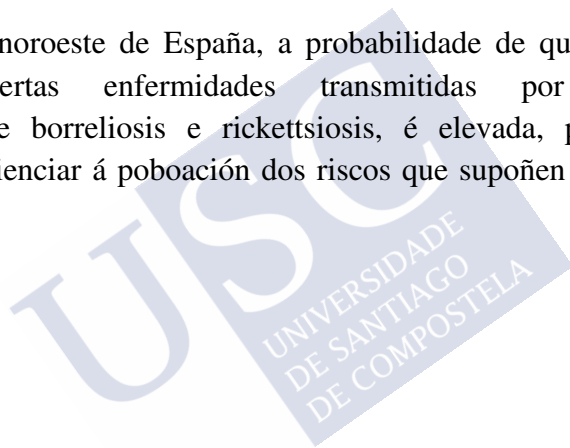 noroeste de España, a probabilidade de qu
ertas enfermidades transmitidas por
e borreliosis e rickettsiosis, é elevada, p
ienciar á poboación dos riscos que supoñen
USC
UNIVERSIDADE
DE SANTIAGO
DE COMPOSTELA